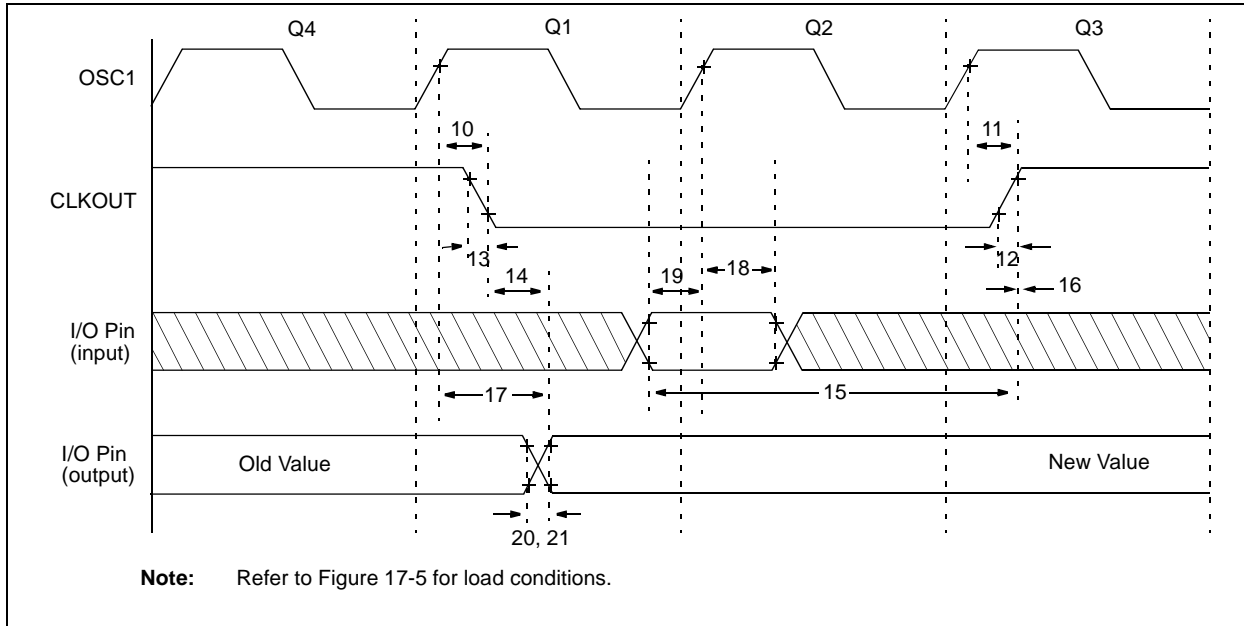 Q4 Q1 Q2 Q3
OSC1
10 11
CLKOUT
13 12
14 19 18 16
I/O Pin
(input)
17 15
I/O Pin
(output)
Old Value New Value
20, 21
Note: Refer to Figure 17-5 for load conditions.